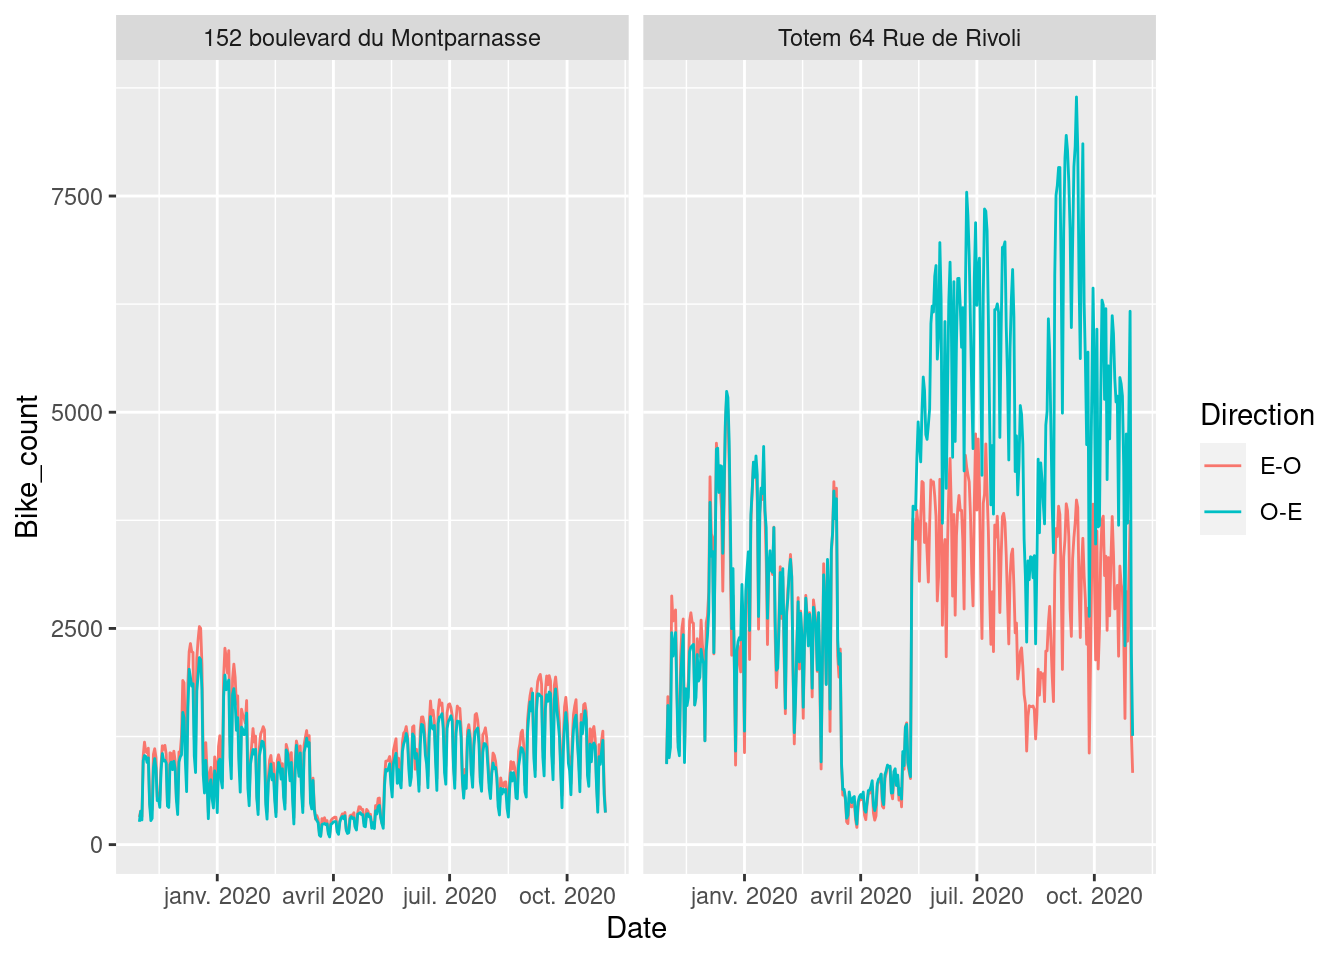 152 boulevard du Montparnasse
Totem 64 Rue de Rivoli
Bike_count
7500
5000
2500
0
janv. 2020 avril 2020 juil. 2020 oct. 2020
janv. 2020 avril 2020 juil. 2020 oct. 2020
Date
Direction
E-O
O-E